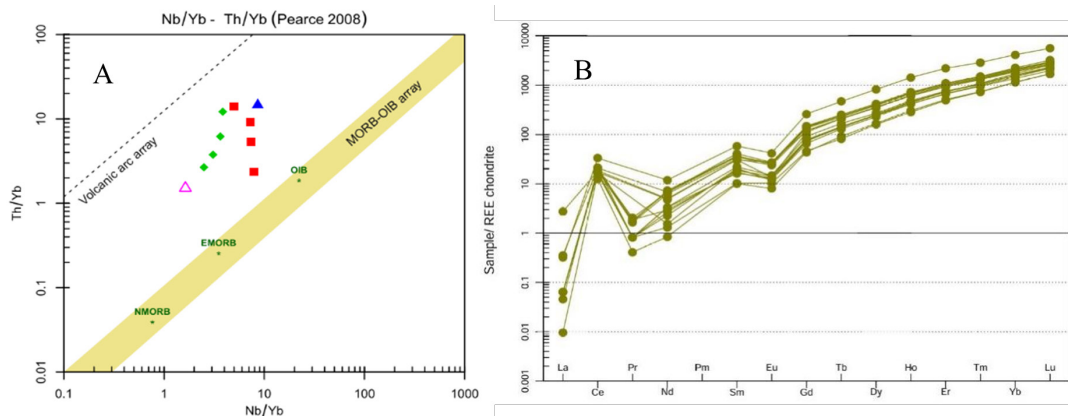 Nb/Yb - Th/Yb (Pearce 2008)
A
Volcanic arc array
MORB-OIB array
OIB
EMORB
NMORB
Th/Yb
100
10
1
0.1
0.01
0.1
1
10
100
1000
Nb/Yb
B
Sample/ REE chondrite
10000
1000
100
10
1
0.1
0.01
0.001
La
Pr
Pm
Eu
Tb
Ho
Tm
Lu
Ce
Nd
Sm
Gd
Dy
Er
Yb